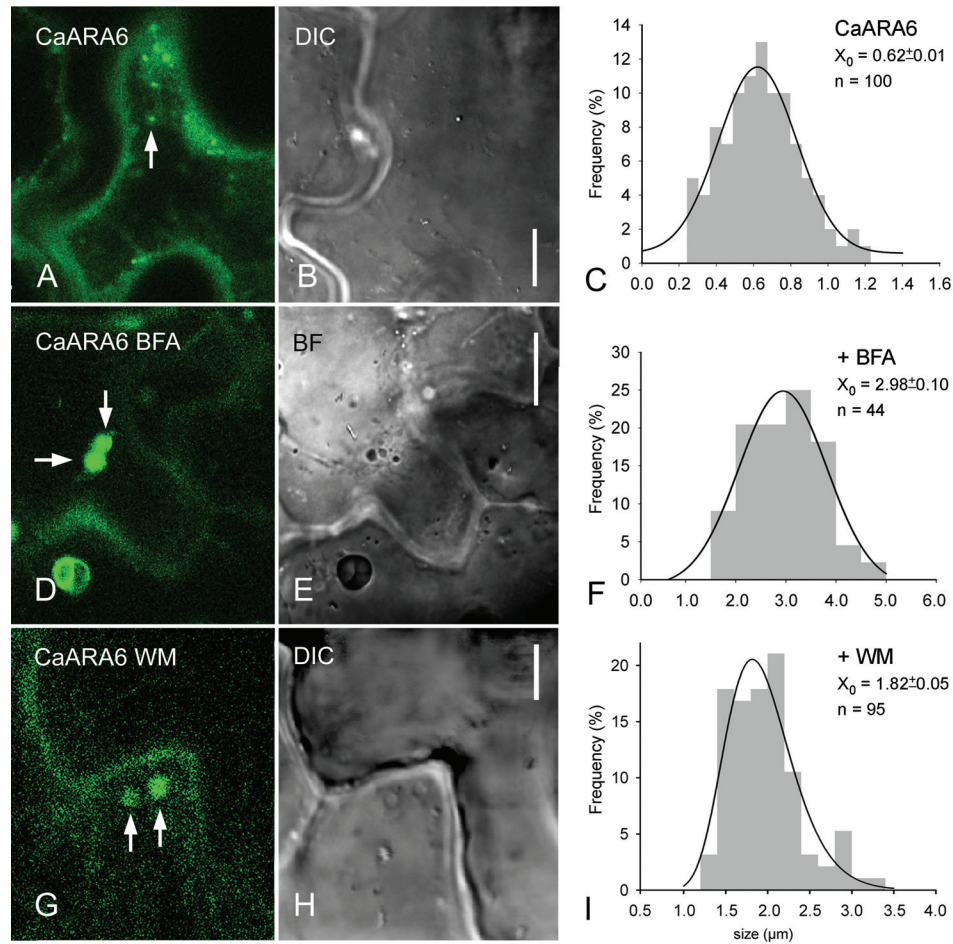 CaARA6
A
DIC
B
CaARA6
X0 = 0.62±0.01
n = 100
Frequency (%)
14
12
10
8
6
4
2
0
0.0 0.2 0.4 0.6 0.8 1.0 1.2 1.4 1.6
C
CaARA6 BFA
D
BF
E
+ BFA
X0 = 2.98±0.10
n = 44
Frequency (%)
30
25
20
15
10
5
0
0.0 1.0 2.0 3.0 4.0 5.0 6.0
F
CaARA6 WM
G
DIC
H
+ WM
X0 = 1.82±0.05
n = 95
Frequency (%)
20
15
10
5
0
0.5 1.0 1.5 2.0 2.5 3.0 3.5 4.0
size (µm)
I